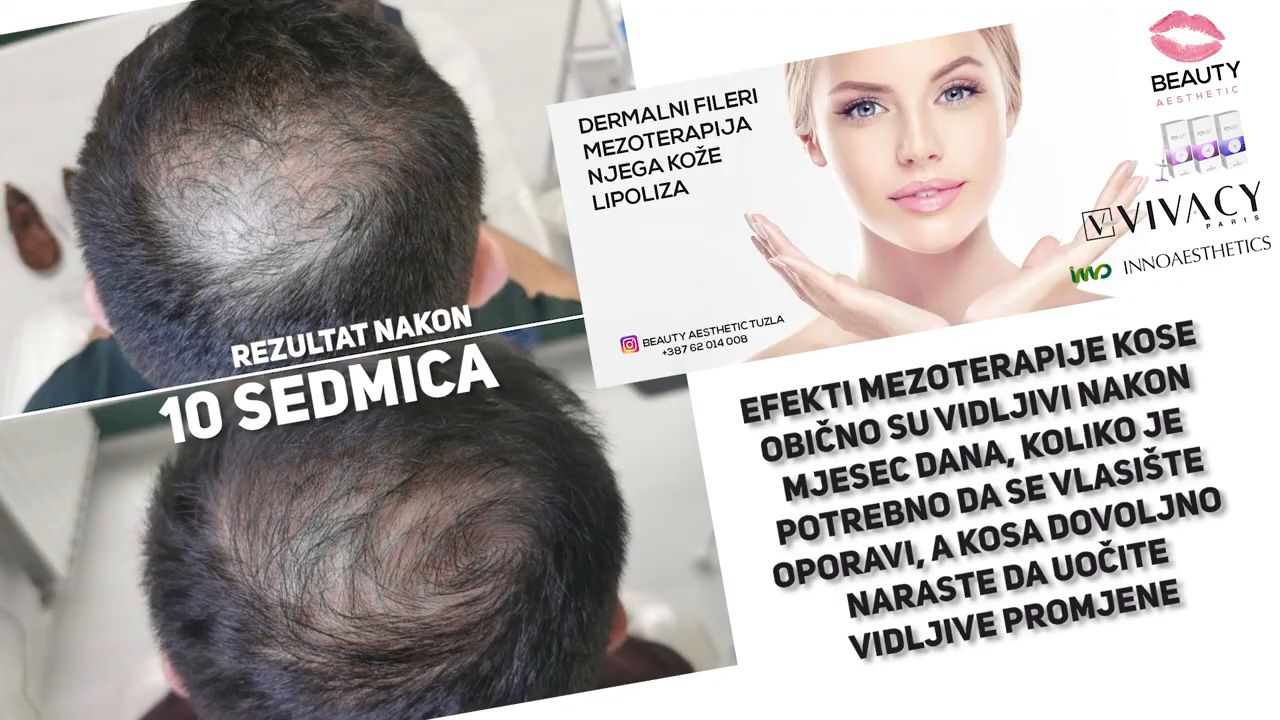 REZULTAT NAKON
10 SEDMICA
DERMALNI FILERI
MEZOTERAPIJA
NJEGA KOŽE
LIPOLIZA
BEAUTY AESTHETIC TUZLA
+387 62 014 008
BEAUTY
AESTHETIC
VIVACY
PARIS
INNOAESTHETICS
EFEKTI MEZOTERAPIJE KOSE
OBIČNO SU VIDLJIVI NAKON
MJESEC DANA, KOLIKO JE
POTREBNO DA SE VLASIŠTE
OPORAVI, A KOSA DOVOLJNO
NARASTE DA UOČITE
VIDLJIVE PROMJENE